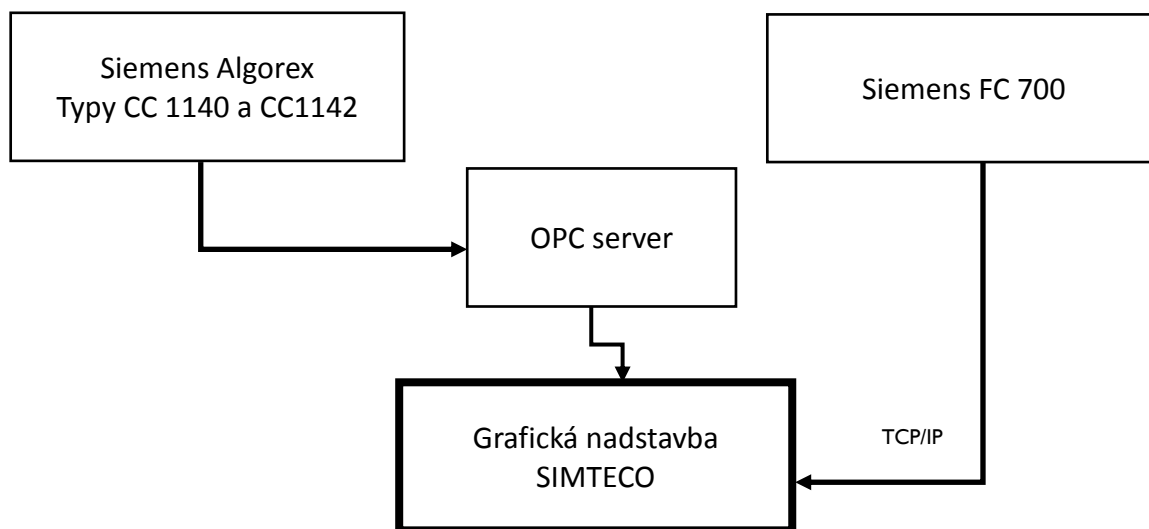 Siemens Algorex
Typy CC 1140 a CC1142
Siemens FC 700
OPC server
Grafická nadstavba
SIMTECO
TCP/IP